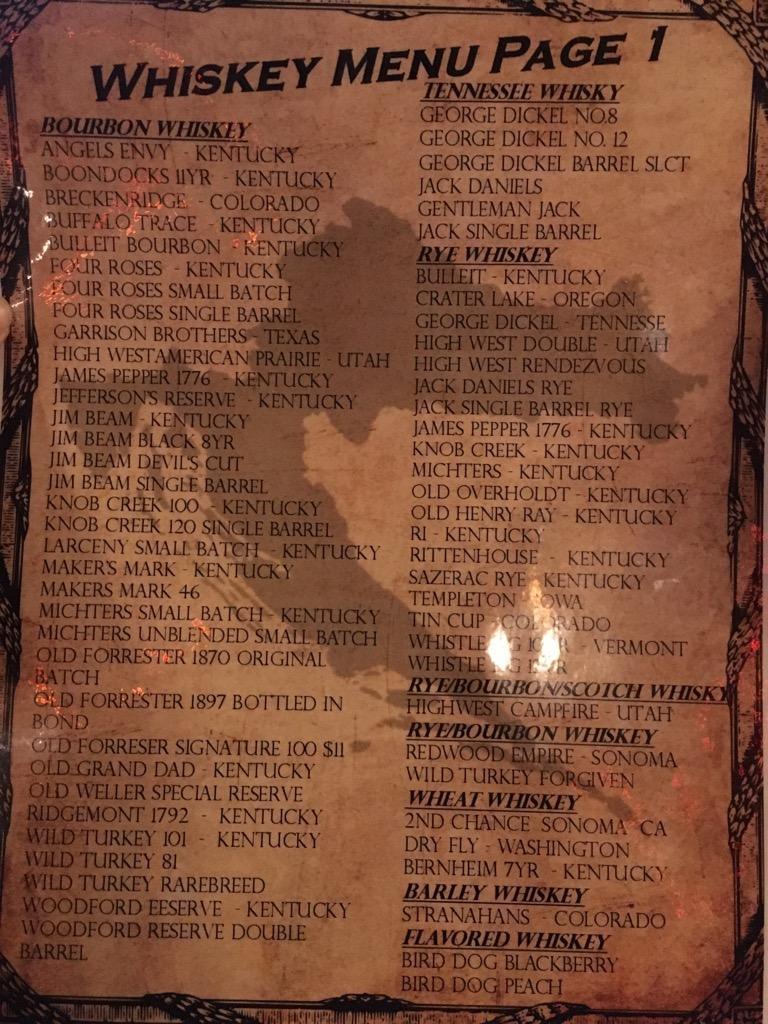 WHISKEY MENU PAGE 1
BOURBON WHISKEY
ANGELS ENVY - KENTUCKY
BOONDOCKS 11YR - KENTUCKY
BRECKENRIDGE - COLORADO
BUFFALO TRACE - KENTUCKY
BULLEIT BOURBON - KENTUCKY
FOUR ROSES - KENTUCKY
FOUR ROSES SMALL BATCH
FOUR ROSES SINGLE BARREL
GARRISON BROTHERS - TEXAS
HIGH WESTAMERICAN PRAIRIE - UTAH
JAMES PEPPER 1776 - KENTUCKY
JEFFERSON'S RESERVE - KENTUCKY
JIM BEAM - KENTUCKY
JIM BEAM BLACK 8YR
JIM BEAM DEVIL'S CUT
JIM BEAM SINGLE BARREL
KNOB CREEK 100 - KENTUCKY
KNOB CREEK 120 SINGLE BARREL
LARCENY SMALL BATCH - KENTUCKY
MAKER'S MARK - KENTUCKY
MAKERS MARK 46
MICHTERS SMALL BATCH - KENTUCKY
MICHTERS UNBLENDED SMALL BATCH
OLD FORRESTER 1870 ORIGINAL
BATCH
OLD FORRESTER 1897 BOTTLED IN
BOND
OLD FORRESER SIGNATURE 100 $11
OLD GRAND DAD - KENTUCKY
OLD WELLER SPECIAL RESERVE
RIDGEMONT 1792 - KENTUCKY
WILD TURKEY 101 - KENTUCKY
WILD TURKEY 81
WILD TURKEY RAREBREED
WOODFORD EESERVE - KENTUCKY
WOODFORD RESERVE DOUBLE
BARREL
TENNESSEE WHISKY
GEORGE DICKEL NO.8
GEORGE DICKEL NO. 12
GEORGE DICKEL BARREL SLCT
JACK DANIELS
GENTLEMAN JACK
JACK SINGLE BARREL
RYE WHISKEY
BULLEIT - KENTUCKY
CRATER LAKE - OREGON
GEORGE DICKEL - TENNESSE
HIGH WEST DOUBLE - UTAH
HIGH WEST RENDEZVOUS
JACK DANIELS RYE
JACK SINGLE BARREL RYE
JAMES PEPPER 1776 - KENTUCKY
KNOB CREEK - KENTUCKY
MICHTERS - KENTUCKY
OLD OVERHOLDT - KENTUCKY
OLD HENRY RAY - KENTUCKY
RI - KENTUCKY
RITTENHOUSE - KENTUCKY
SAZERAC RYE - KENTUCKY
TEMPLETON - IOWA
TIN CUP - COLORADO
WHISTLE - VERMONT
WHISTLE
RYE/BOURBON/SCOTCH WHISKY
HIGHWEST CAMPFIRE - UTAH
RYE/BOURBON WHISKEY
REDWOOD EMPIRE - SONOMA
WILD TURKEY FORGIVEN
WHEAT WHISKEY
2ND CHANCE SONOMA CA
DRY FLY - WASHINGTON
BERNHEIM 7YR - KENTUCKY
BARLEY WHISKEY
STRANAHANS - COLORADO
FLAVORED WHISKEY
BIRD DOG BLACKBERRY
BIRD DOG PEACH